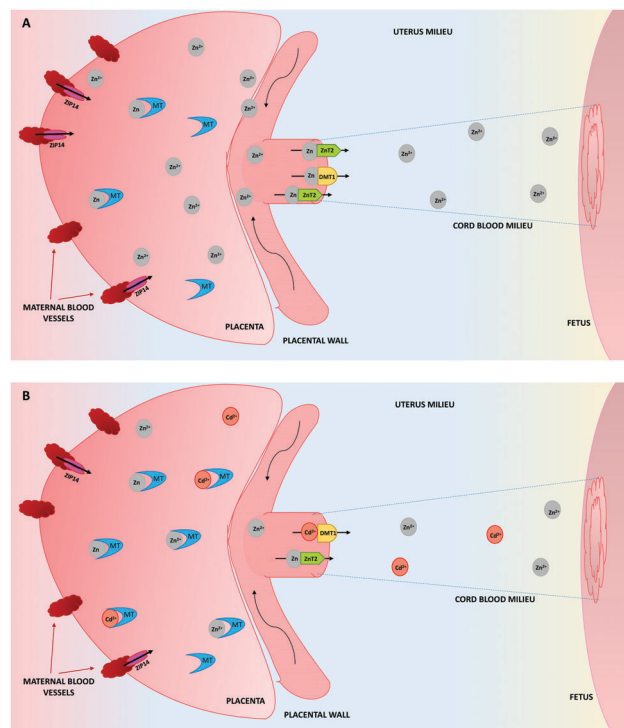 A
UTERUS MILIEU
Zn²⁺
Zn²⁺
Zn²⁺
ZIP14
Zn
MT
Zn²⁺
MT
ZIP14
Zn²⁺
Zn²⁺
Zn²⁺
Zn
ZnT2
Zn²⁺
Zn²⁺
Zn²⁺
Zn
DMT1
Zn
MT
Zn²⁺
Zn²⁺
Zn
ZnT2
Zn²⁺
Zn²⁺
CORD BLOOD MILIEU
Zn²⁺
Zn²⁺
ZIP14
MT
MATERNAL BLOOD
VESSELS
PLACENTA
FETUS
PLACENTAL WALL
B
UTERUS MILIEU
Cd²⁺
Zn²⁺
ZIP14
Zn
MT
Cd²⁺
MT
Zn²⁺
Zn²⁺
Cd²⁺
DMT1
Zn²⁺
Cd²⁺
Zn
MT
Zn²⁺
MT
Zn
ZnT2
Cd²⁺
Zn²⁺
CORD BLOOD MILIEU
Cd²⁺
MT
Zn²⁺
MT
ZIP14
MT
MATERNAL BLOOD
VESSELS
PLACENTA
FETUS
PLACENTAL WALL